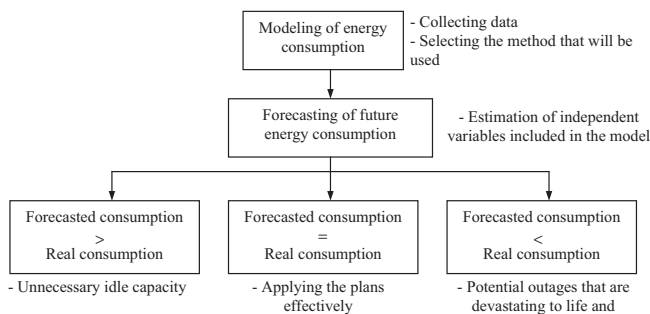 Modeling of energy
consumption
- Collecting data
- Selecting the method that will be
used
Forecasting of future
energy consumption
- Estimation of independent
variables included in the model
Forecasted consumption
>
Real consumption
Forecasted consumption
=
Real consumption
Forecasted consumption
<
Real consumption
- Unnecessary idle capacity
- Applying the plans
effectively
- Potential outages that are
devastating to life and